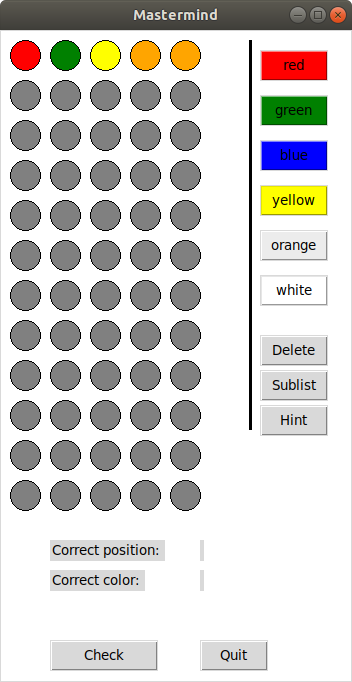 Mastermind
red
green
blue
yellow
orange
white
Delete
Sublist
Hint
Correct position:
Correct color:
Check
Quit